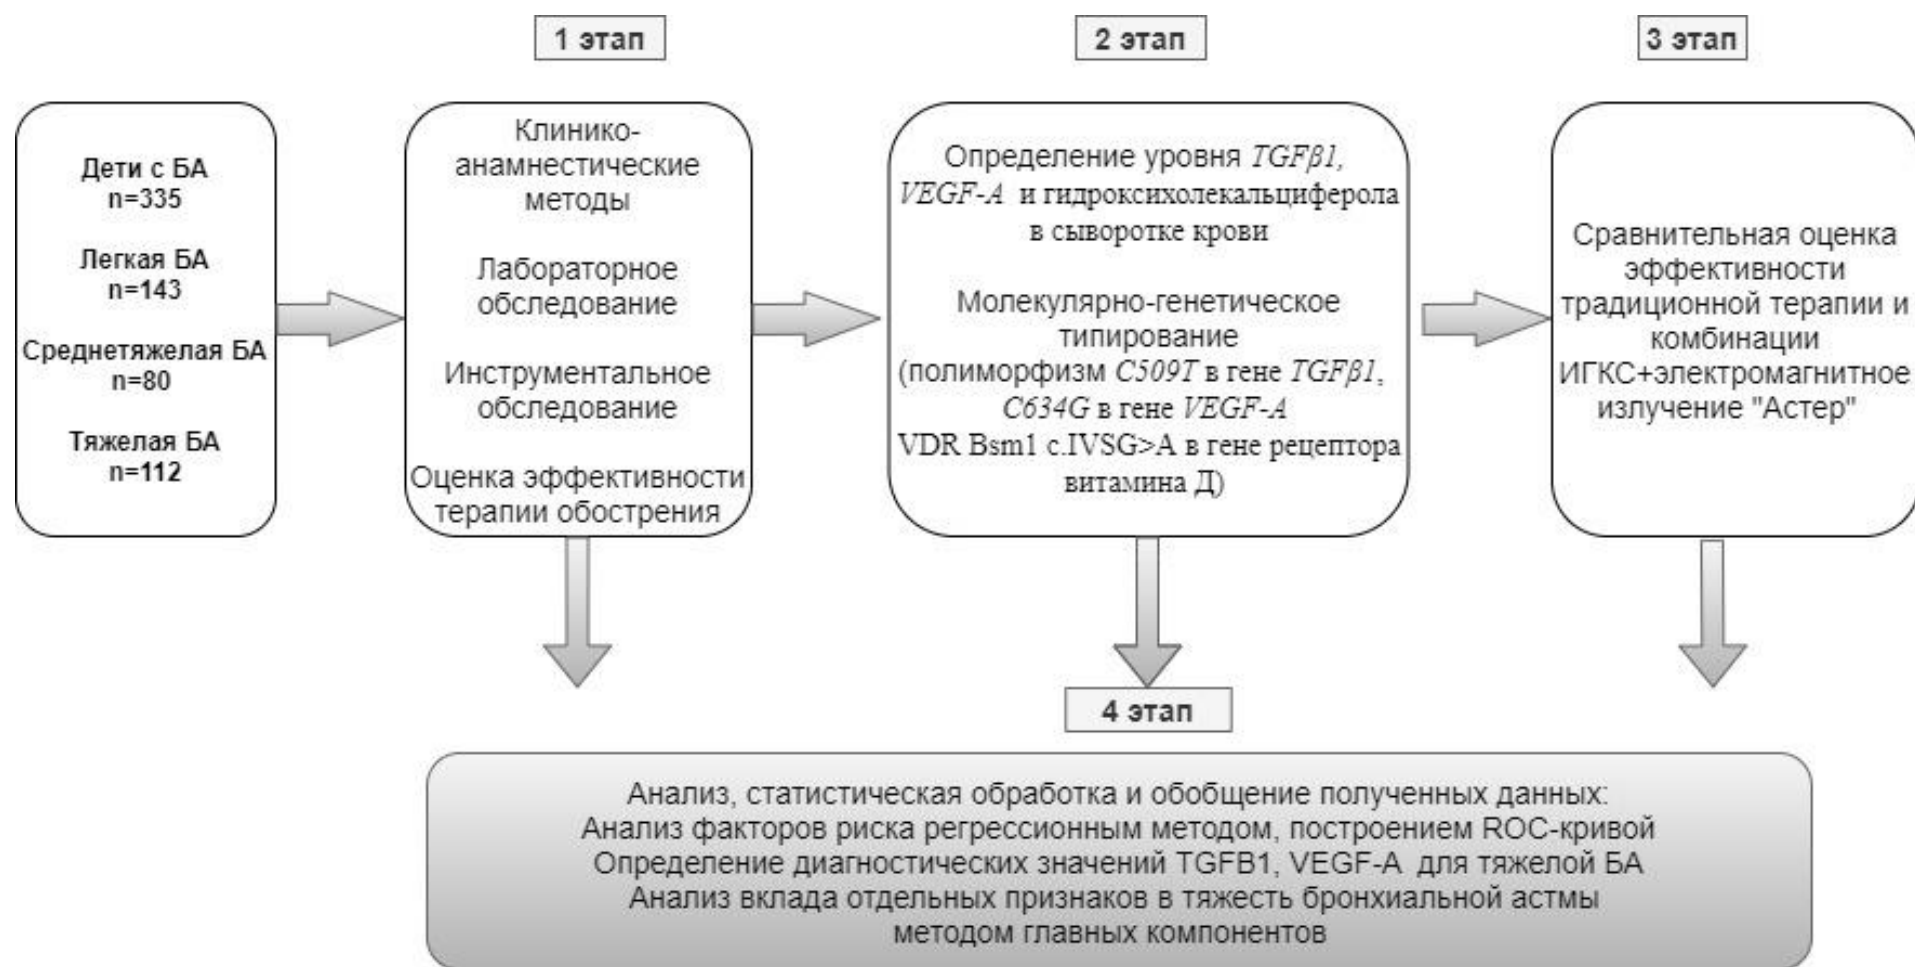 1 этап
2 этап
3 этап
Дети с БА
n=335
Легкая БА
n=143
Среднетяжелая БА
n=80
Тяжелая БА
n=112
Клинико-
анамнестические
методы
Лабораторное
обследование
Инструментальное
обследование
Оценка эффективности
терапии обострения
Определение уровня TGFβ1,
VEGF-A и гидроксихолекальциферола
в сыворотке крови
Молекулярно-генетическое
типирование
(полиморфизм C509T в гене TGFβ1,
C634G в гене VEGF-A
VDR Bsm1 c.IVSG>A в гене рецептора
витамина Д)
Сравнительная оценка
эффективности
традиционной терапии и
комбинации
ИГКС+электромагнитное
излучение "Астер"
4 этап
Анализ, статистическая обработка и обобщение полученных данных:
Анализ факторов риска регрессионным методом, построением ROC-кривой
Определение диагностических значений TGFB1, VEGF-A для тяжелой БА
Анализ вклада отдельных признаков в тяжесть бронхиальной астмы
методом главных компонентов